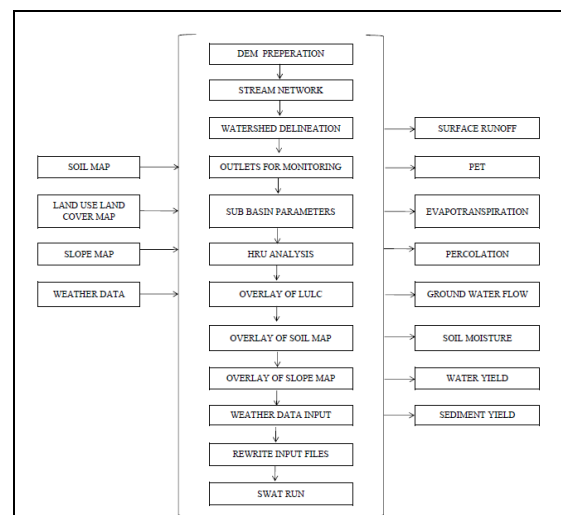 DEM PREPERATION
STREAM NETWORK
WATERSHED DELINEATION
OUTLETS FOR MONITORING
SUB BASIN PARAMETERS
HRU ANALYSIS
OVERLAY OF LULC
OVERLAY OF SOIL MAP
OVERLAY OF SLOPE MAP
WEATHER DATA INPUT
REWRITE INPUT FILES
SWAT RUN
SOIL MAP
LAND USE LAND
COVER MAP
SLOPE MAP
WEATHER DATA
SURFACE RUNOFF
PET
EVAPOTRANSPIRATION
PERCOLATION
GROUND WATER FLOW
SOIL MOISTURE
WATER YIELD
SEDIMENT YIELD